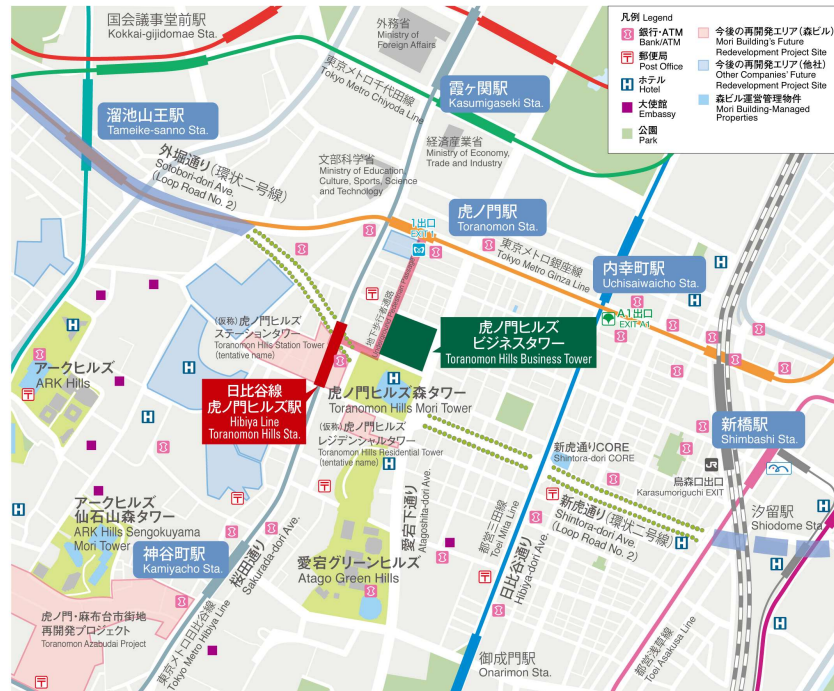 国会議事堂前駅
Kokkai-gijidomae Sta.
外務省
Ministry of
Foreign Affairs
凡例 Legend
銀行・ATM
Bank/ATM
郵便局
Post Office
ホテル
Hotel
大使館
Embassy
公園
Park
今後の再開発エリア(森ビル)
Mori Building's Future
Redevelopment Project Site
今後の再開発エリア(他社)
Other Companies' Future
Redevelopment Project Site
森ビル運営管理物件
Mori Building-Managed
Properties
東京メトロ千代田線
Tokyo Metro Chiyoda Line
霞ヶ関駅
Kasumigaseki Sta.
溜池山王駅
Tameike-sanno Sta.
外堀通り(環状二号線)
Sotobori-dori Ave.
(Loop Road No. 2)
文部科学省
Ministry of Education,
Culture, Sports, Science
and Technology
経済産業省
Ministry of Economy,
Trade and Industry
1出口
EXIT 1
虎ノ門駅
Toranomon Sta.
東京メトロ銀座線
Tokyo Metro Ginza Line
内幸町駅
Uchisaiwaicho Sta.
A1出口
EXIT A1
地下歩行者通路
Underground Pedestrian Passage
(仮称)虎ノ門ヒルズ
ステーションタワー
Toranomon Hills Station Tower
(tentative name)
虎ノ門ヒルズ
ビジネスタワー
Toranomon Hills Business Tower
アークヒルズ
ARK Hills
日比谷線
虎ノ門ヒルズ駅
Hibiya Line
Toranomon Hills Sta.
虎ノ門ヒルズ森タワー
Toranomon Hills Mori Tower
(仮称)虎ノ門ヒルズ
レジデンシャルタワー
Toranomon Hills Residential Tower
(tentative name)
新橋駅
Shimbashi Sta.
新虎通りCORE
Shintora-dori CORE
JR
烏森口出口
Karasumoriguchi EXIT
アークヒルズ
仙石山森タワー
ARK Hills Sengokuyama
Mori Tower
愛宕下通り
Atagoshita-dori Ave.
新虎通り(環状二号線)
Shintora-dori Ave.
(Loop Road No. 2)
汐留駅
Shiodome Sta.
神谷町駅
Kamiyacho Sta.
桜田通り
Sakurada-dori Ave.
愛宕グリーンヒルズ
Atago Green Hills
都営三田線
Toei Mita Line
日比谷通り
Hibiya-dori Ave.
虎ノ門・麻布台市街地
再開発プロジェクト
Toranomon Azabudai Project
東京メトロ日比谷線
Tokyo Metro Hibiya Line
御成門駅
Onarimon Sta.
都営浅草線
Toei Asakusa Line